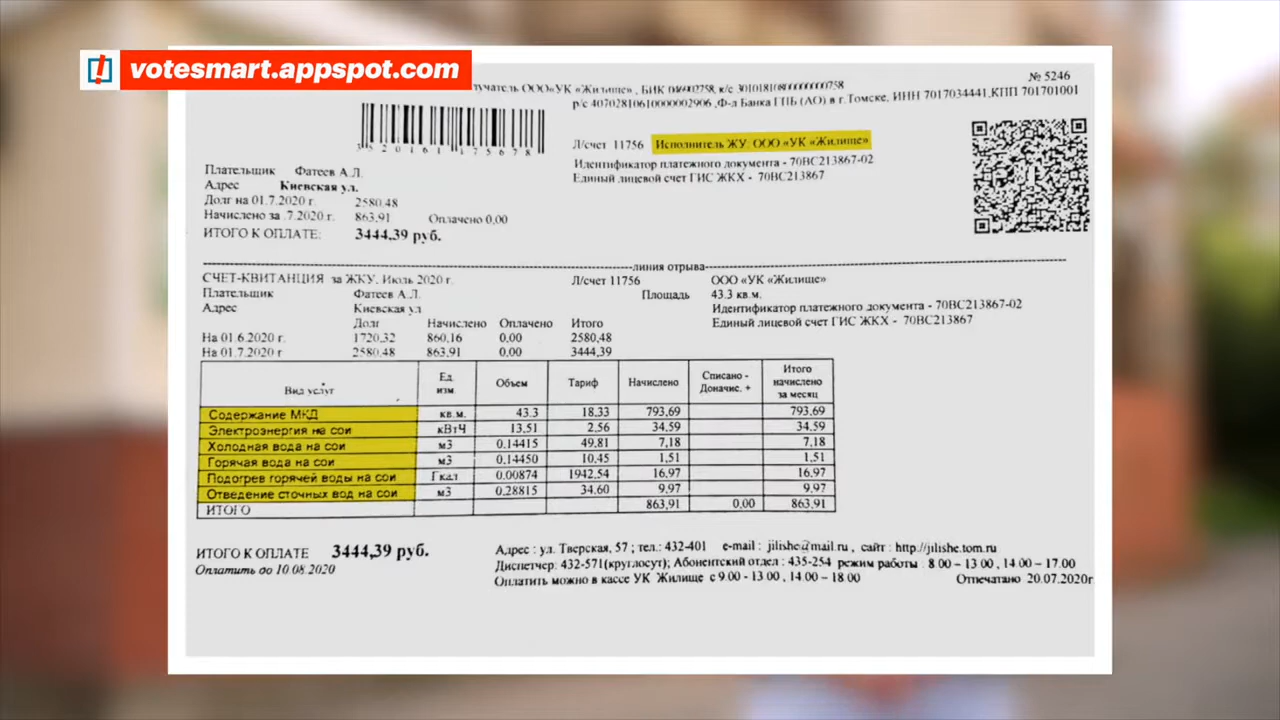 votesmart.appspot.com
№ 5246
ООО«УК «Жилище» , БИК к/с 30101810800000000758
р/с 40702810610000002906 ,Ф-л Банка ГПБ (АО) в г.Томске, ИНН 7017034441,КПП 701701001
Л/счет 11756 Исполнитель ЖУ: ООО «УК «Жилище»
Идентификатор платежного документа - 70ВС213867-02
Единый лицевой счет ГИС ЖКХ - 70ВС213867
Плательщик Фатеев А.Л.
Адрес Киевская ул.
Долг на 01.7.2020 г. 2580.48
Начислено за .7.2020 г. 863,91 Оплачено 0,00
ИТОГО К ОПЛАТЕ: 3444,39 руб.
линия отрыва
СЧЕТ-КВИТАНЦИЯ за ЖКУ. Июль 2020 г. Л/счет 11756 ООО «УК «Жилище»
Плательщик Фатеев А.Л. Площадь 43.3 кв.м.
Адрес Киевская ул Идентификатор платежного документа - 70ВС213867-02
Единый лицевой счет ГИС ЖКХ - 70ВС213867
Долг Начислено Оплачено Итого
На 01.6.2020 г 1720,32 860,16 0,00 2580,48
На 01.7.2020 г 2580,48 863,91 0,00 3444,39
Вид услуг Ед. изм. Объем Тариф Начислено Списано - Доначис. + Итого начислено за месяц
Содержание МКД кв.м. 43.3 18,33 793,69 793,69
Электроэнергия на сои кВтЧ 13,51 2,56 34,59 34,59
Холодная вода на сои м3 0,14415 49,81 7,18 7,18
Горячая вода на сои м3 0,14450 10,45 1,51 1,51
Подогрев горячей воды на сои Гкал 0.00874 1942,54 16,97 16,97
Отведение сточных вод на сои м3 0,28815 34.60 9,97 9,97
ИТОГО 863,91 0,00 863,91
ИТОГО К ОПЛАТЕ 3444,39 руб.
Оплатить до 10.08.2020
Адрес : ул. Тверская, 57 ; тел.: 432-401 e-mail : jilishe@mail.ru , сайт : http://jilishe.tom.ru
Диспетчер: 432-571(круглосут); Абонентский отдел : 435-254 режим работы : 8.00 – 13.00 , 14.00 – 17.00
Оплатить можно в кассе УК Жилище с 9.00 - 13.00 , 14.00 – 18.00 Отпечатано 20.07.2020г